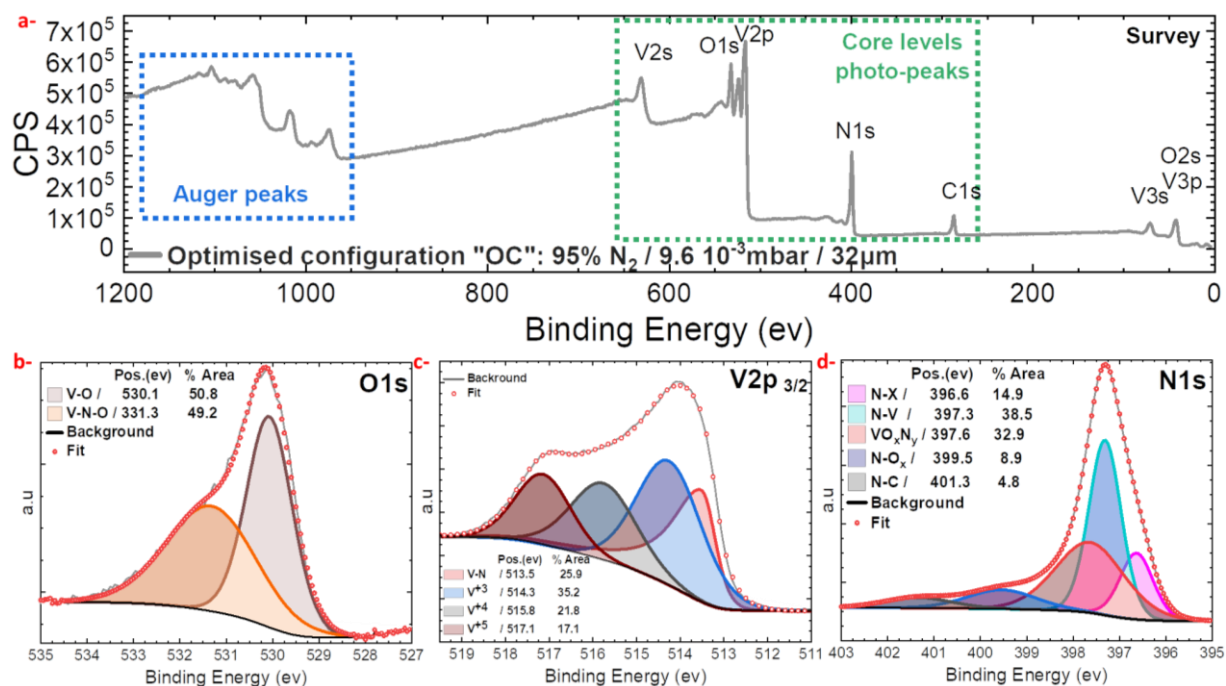 a-
7x10⁵
6x10⁵
5x10⁵
4x10⁵
3x10⁵
2x10⁵
1x10⁵
0
CPS
Survey
Auger peaks
V2s
O1s
V2p
Core levels
photo-peaks
N1s
C1s
O2s
V3p
V3s
Optimised configuration "OC": 95% N₂ / 9.6 10⁻³mbar / 32µm
1200 1000 800 600 400 200 0
Binding Energy (ev)
b-
O1s
Pos.(ev) % Area
V-O / 530.1 50.8
V-N-O / 331.3 49.2
Background
Fit
a.u
535 534 533 532 531 530 529 528 527
Binding Energy (ev)
c-
V2p 3/2
Backround
Fit
a.u
Pos.(ev) % Area
V-N / 513.5 25.9
V⁺³ / 514.3 35.2
V⁺⁴ / 515.8 21.8
V⁺⁵ / 517.1 17.1
519 518 517 516 515 514 513 512 511
Binding Energy (ev)
d-
N1s
Pos.(ev) % Area
N-X / 396.6 14.9
N-V / 397.3 38.5
VOₓNᵧ / 397.6 32.9
N-Oₓ / 399.5 8.9
N-C / 401.3 4.8
Background
Fit
a.u
403 402 401 400 399 398 397 396 395
Binding Energy (ev)